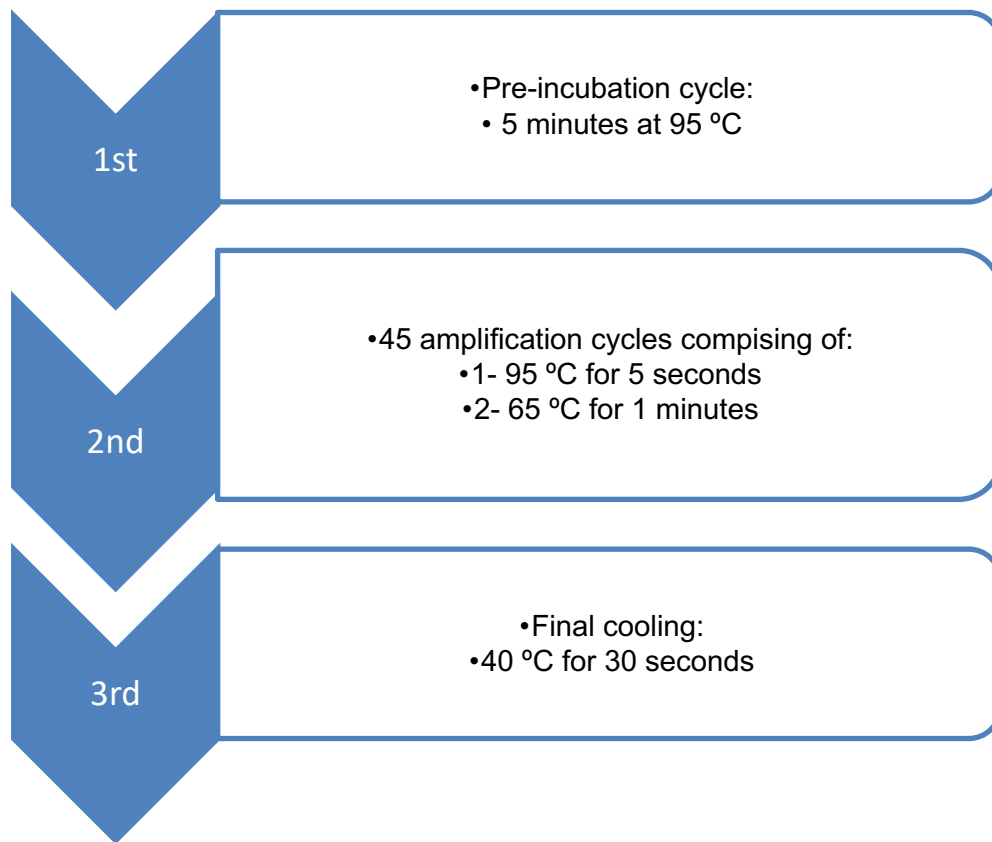 1st
•Pre-incubation cycle:
• 5 minutes at 95 ºC
2nd
•45 amplification cycles compising of:
•1- 95 ºC for 5 seconds
•2- 65 ºC for 1 minutes
3rd
•Final cooling:
•40 ºC for 30 seconds